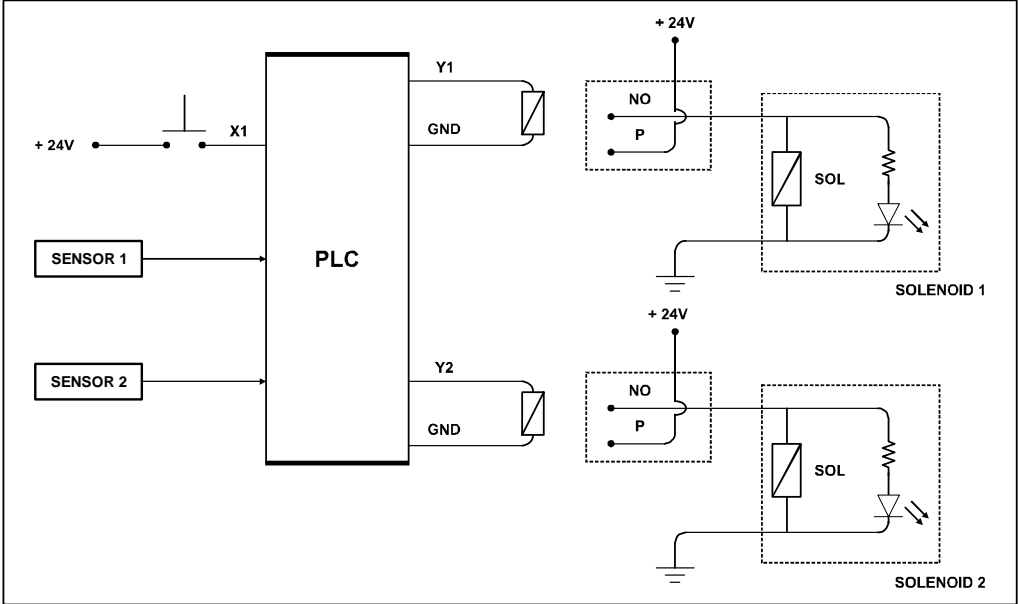 + 24V
Y1
NO
X1
GND
P
+ 24V
SOL
SENSOR 1
PLC
SOLENOID 1
+ 24V
SENSOR 2
Y2
NO
GND
P
SOL
SOLENOID 2